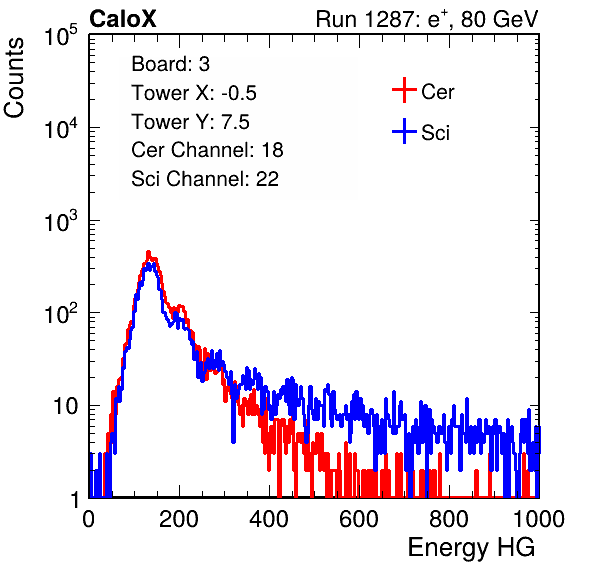 CaloX Run 1287: e⁺, 80 GeV
Counts
Board: 3
Tower X: -0.5
Tower Y: 7.5
Cer Channel: 18
Sci Channel: 22
Cer
Sci
10⁵
10⁴
10³
10²
10
1
0 200 400 600 800 1000
Energy HG